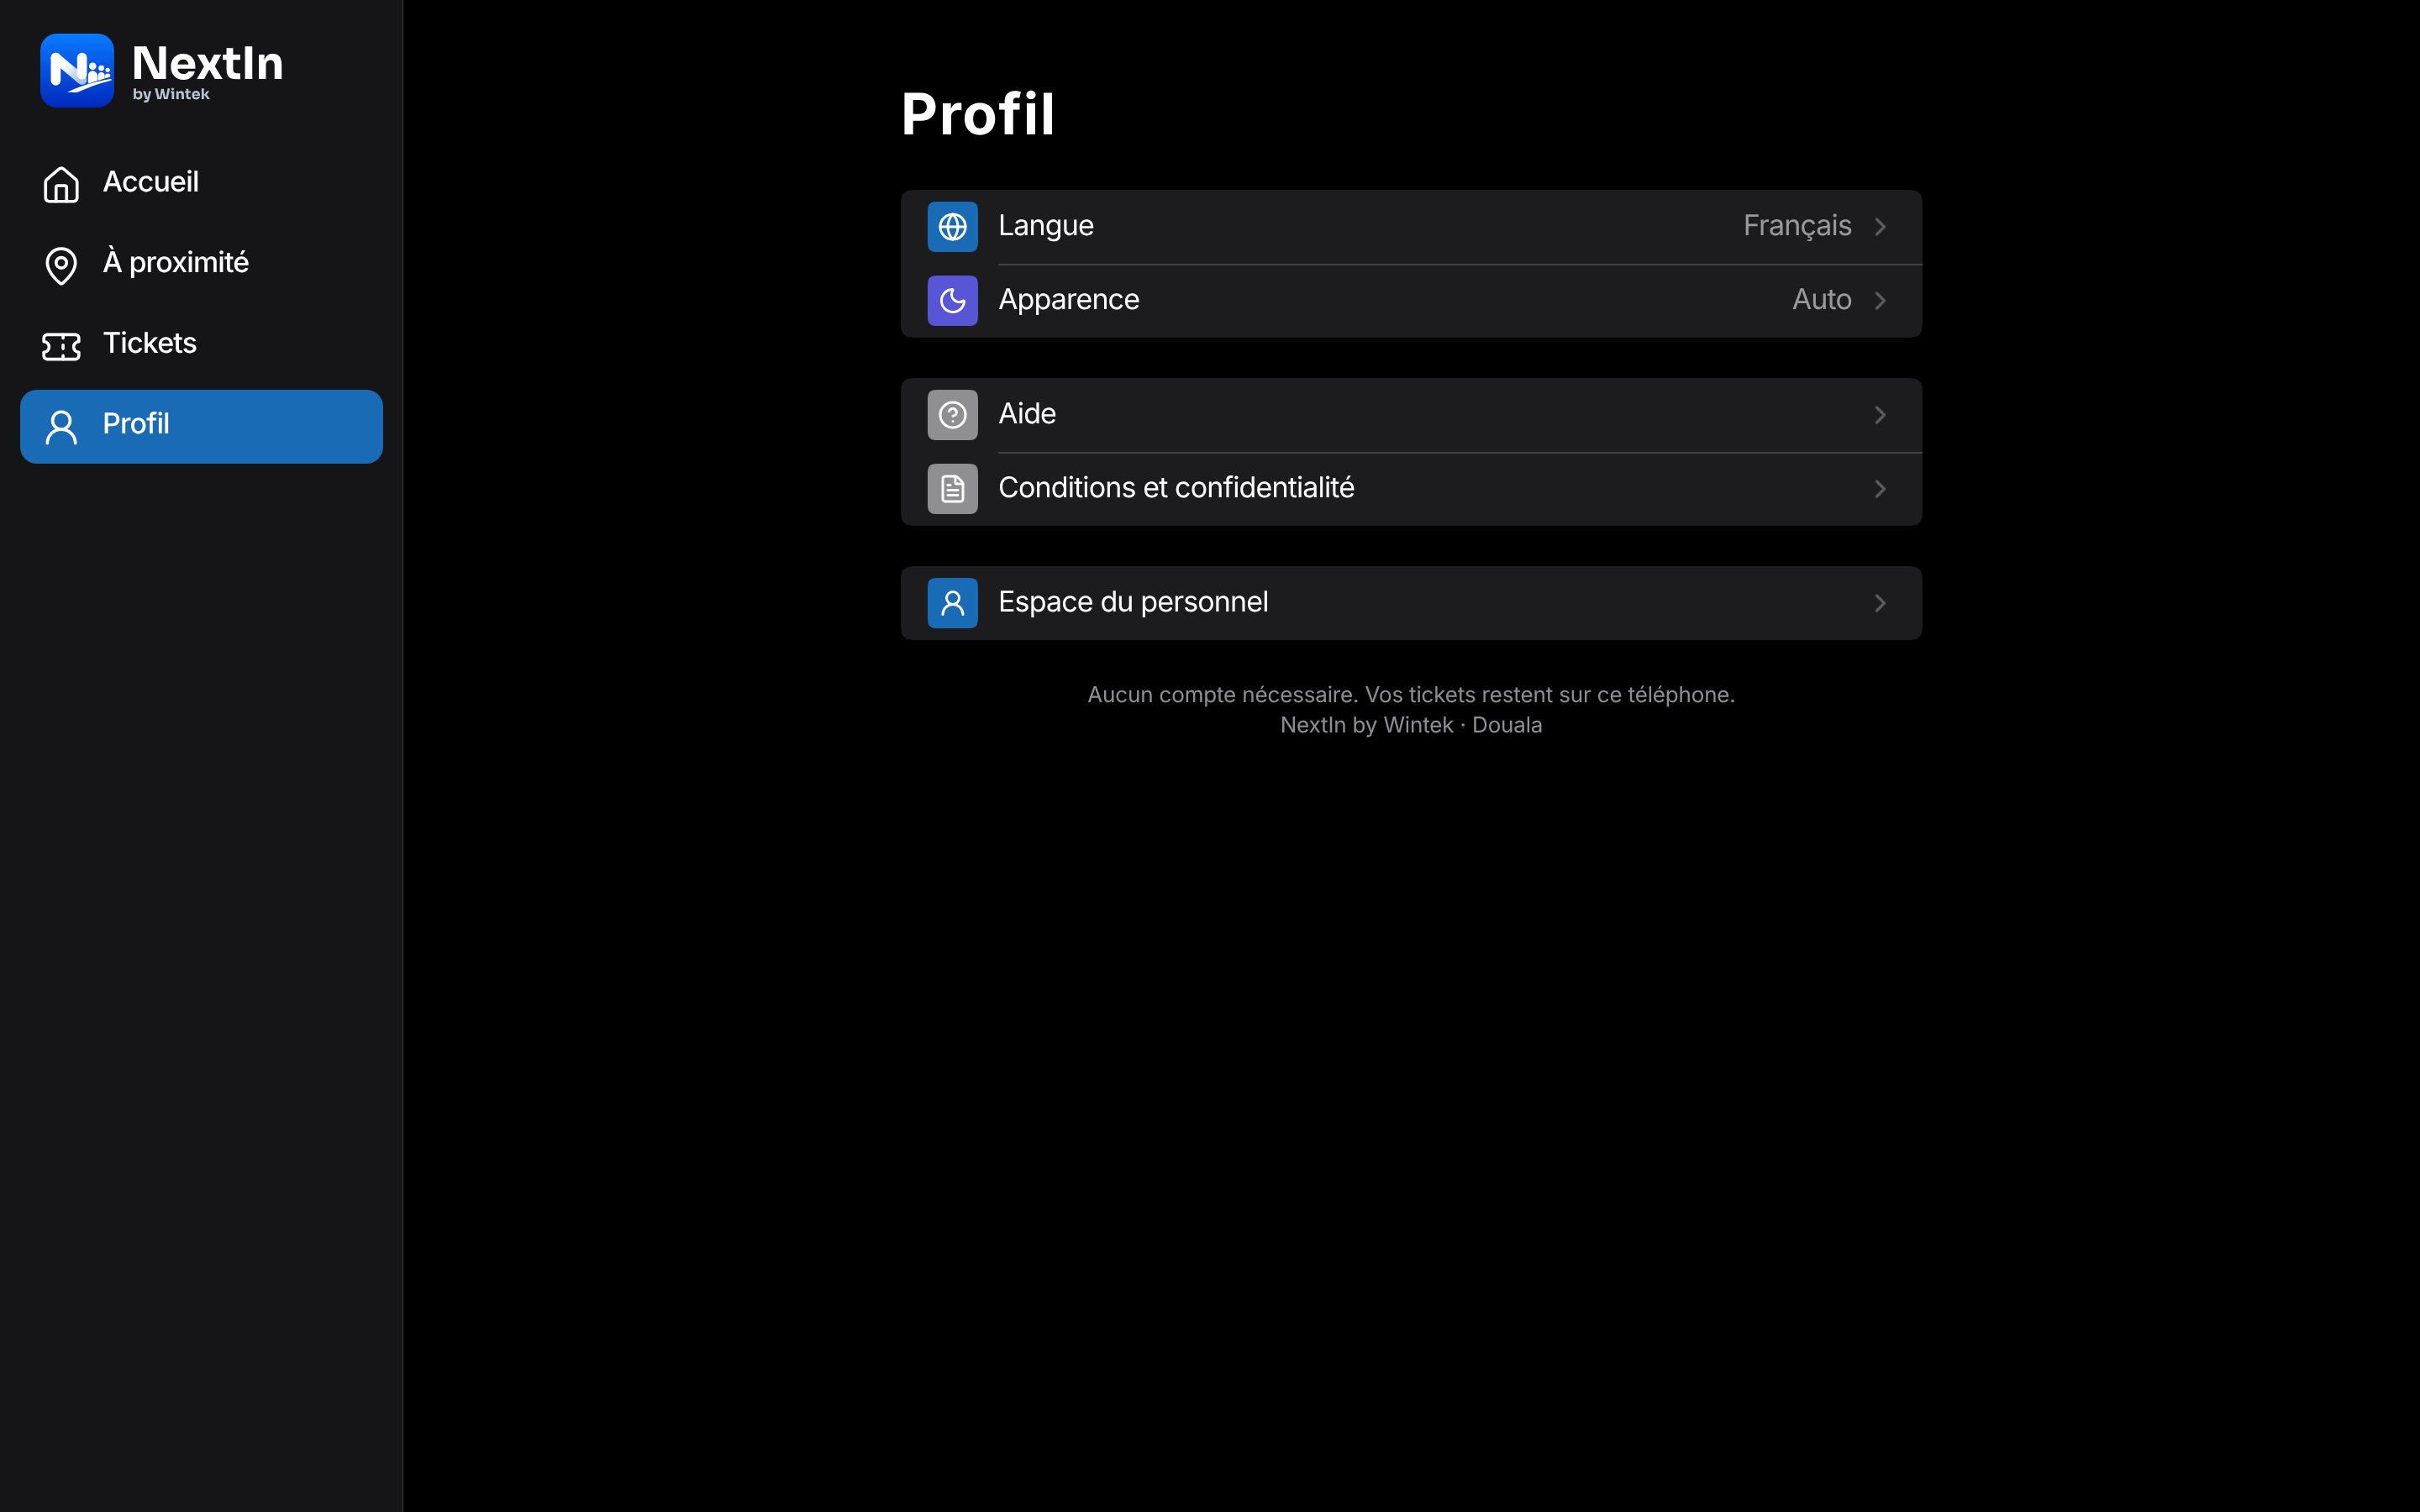 NextIn
by Wintek
Accueil
À proximité
Tickets
Profil
Profil
Langue Français
Apparence Auto
Aide
Conditions et confidentialité
Espace du personnel
Aucun compte nécessaire. Vos tickets restent sur ce téléphone.
NextIn by Wintek · Douala